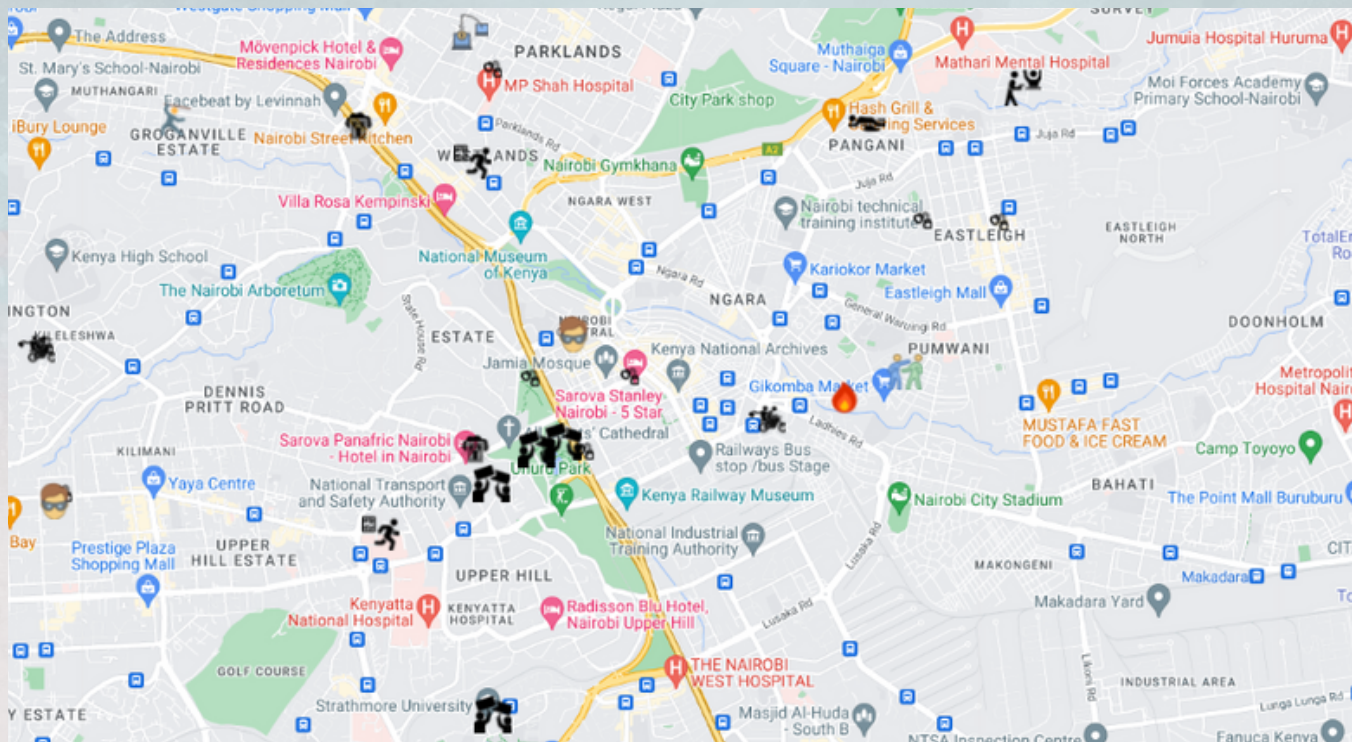 Westgate Shopping Mall
SURVEY
The Address
PARKLANDS
Mövenpick Hotel &
Residences Nairobi
Muthaiga
Square - Nairobi
Mathari Mental Hospital
Jumuia Hospital Huruma
St. Mary's School-Nairobi
MUTHANGARI
MP Shah Hospital
City Park shop
Moi Forces Academy
Primary School-Nairobi
Facebeat by Levinnah
iBury Lounge
GROGANVILLE
ESTATE
Nairobi Street Kitchen
Parklands Rd
Hash Grill &
Services
PANGANI
Juja Rd
A2
Nairobi Gymkhana
Juja Rd
Villa Rosa Kempinski
NGARA WEST
Nairobi technical
training institute
EASTLEIGH
EASTLEIGH
NORTH
Kenya High School
National Museum
of Kenya
The Nairobi Arboretum
Ngara Rd
Kariokor Market
Eastleigh Mall
NGARA
General Waruingi Rd
INGTON
KILELESHWA
State House Rd
ESTATE
DOONHOLM
Jamia Mosque
Kenya National Archives
PUMWANI
DENNIS
PRITT ROAD
Sarova Stanley
Nairobi - 5 Star
Gikomba Market
Metropolit
Hospital Nair
MUSTAFA FAST
FOOD & ICE CREAM
Ladhies Rd
Sarova Panafric Nairobi
- Hotel in Nairobi
Cathedral
KILIMANI
Yaya Centre
Railways Bus
stop /bus Stage
Camp Toyoyo
Uhuru Park
National Transport
and Safety Authority
Kenya Railway Museum
Nairobi City Stadium
BAHATI
The Point Mall Buruburu
Bay
Prestige Plaza
Shopping Mall
UPPER
HILL ESTATE
National Industrial
Training Authority
Lusaka Rd
CIT
MAKONGENI
Makadara
UPPER HILL
Kenyatta
National Hospital
KENYATTA
HOSPITAL
Radisson Blu Hotel,
Nairobi Upper Hill
Lusaka Rd
Makadara Yard
GOLF COURSE
THE NAIROBI
WEST HOSPITAL
Likoni Rd
INDUSTRIAL AREA
Lunga Lunga Rd
Y ESTATE
Strathmore University
Masjid Al-Huda
- South B
NTSA Inspection Centre
Fanuca Kenya